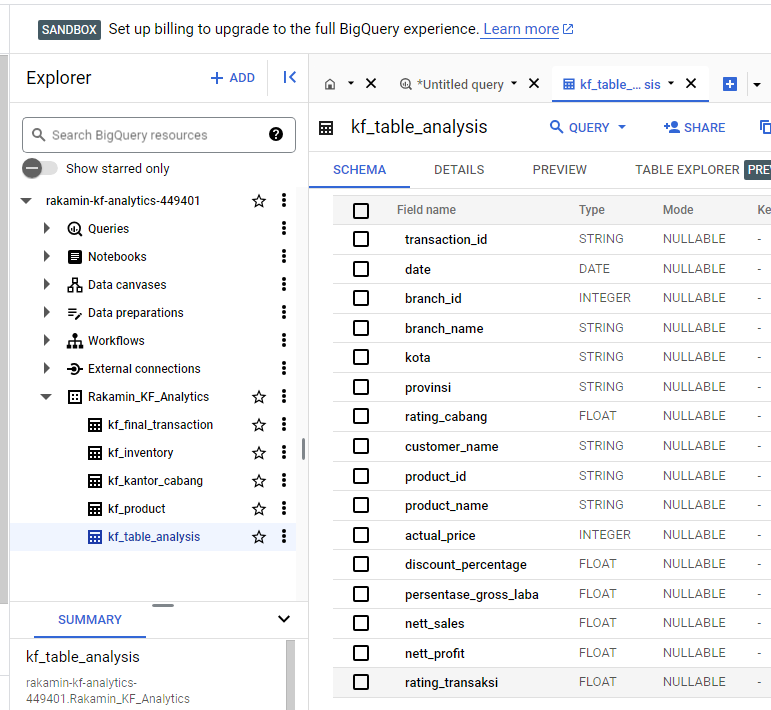 SANDBOX Set up billing to upgrade to the full BigQuery experience. Learn more
Explorer + ADD
*Untitled query
kf_table_... sis
Search BigQuery resources
kf_table_analysis QUERY SHARE
Show starred only
SCHEMA DETAILS PREVIEW TABLE EXPLORER PREV
rakamin-kf-analytics-449401
Queries
Notebooks
Data canvases
Data preparations
Workflows
External connections
Rakamin_KF_Analytics
kf_final_transaction
kf_inventory
kf_kantor_cabang
kf_product
kf_table_analysis
Field name Type Mode Ke
transaction_id STRING NULLABLE -
date DATE NULLABLE -
branch_id INTEGER NULLABLE -
branch_name STRING NULLABLE -
kota STRING NULLABLE -
provinsi STRING NULLABLE -
rating_cabang FLOAT NULLABLE -
customer_name STRING NULLABLE -
product_id STRING NULLABLE -
product_name STRING NULLABLE -
actual_price INTEGER NULLABLE -
discount_percentage FLOAT NULLABLE -
persentase_gross_laba FLOAT NULLABLE -
nett_sales FLOAT NULLABLE -
nett_profit FLOAT NULLABLE -
rating_transaksi FLOAT NULLABLE -
SUMMARY
kf_table_analysis
rakamin-kf-analytics-
449401.Rakamin_KF_Analytics